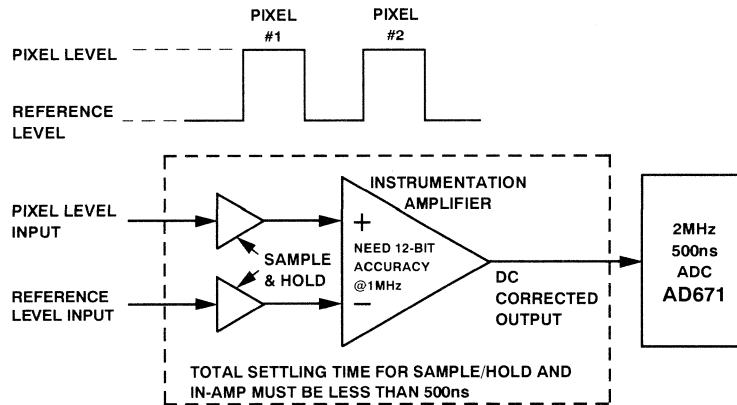 PIXEL
#1
PIXEL
#2
PIXEL LEVEL
REFERENCE
LEVEL
INSTRUMENTATION
AMPLIFIER
PIXEL LEVEL
INPUT
+
SAMPLE
& HOLD
NEED 12-BIT
ACCURACY
@1MHz
–
REFERENCE
LEVEL INPUT
DC
CORRECTED
OUTPUT
2MHz
500ns
ADC
AD671
TOTAL SETTLING TIME FOR SAMPLE/HOLD AND
IN-AMP MUST BE LESS THAN 500ns